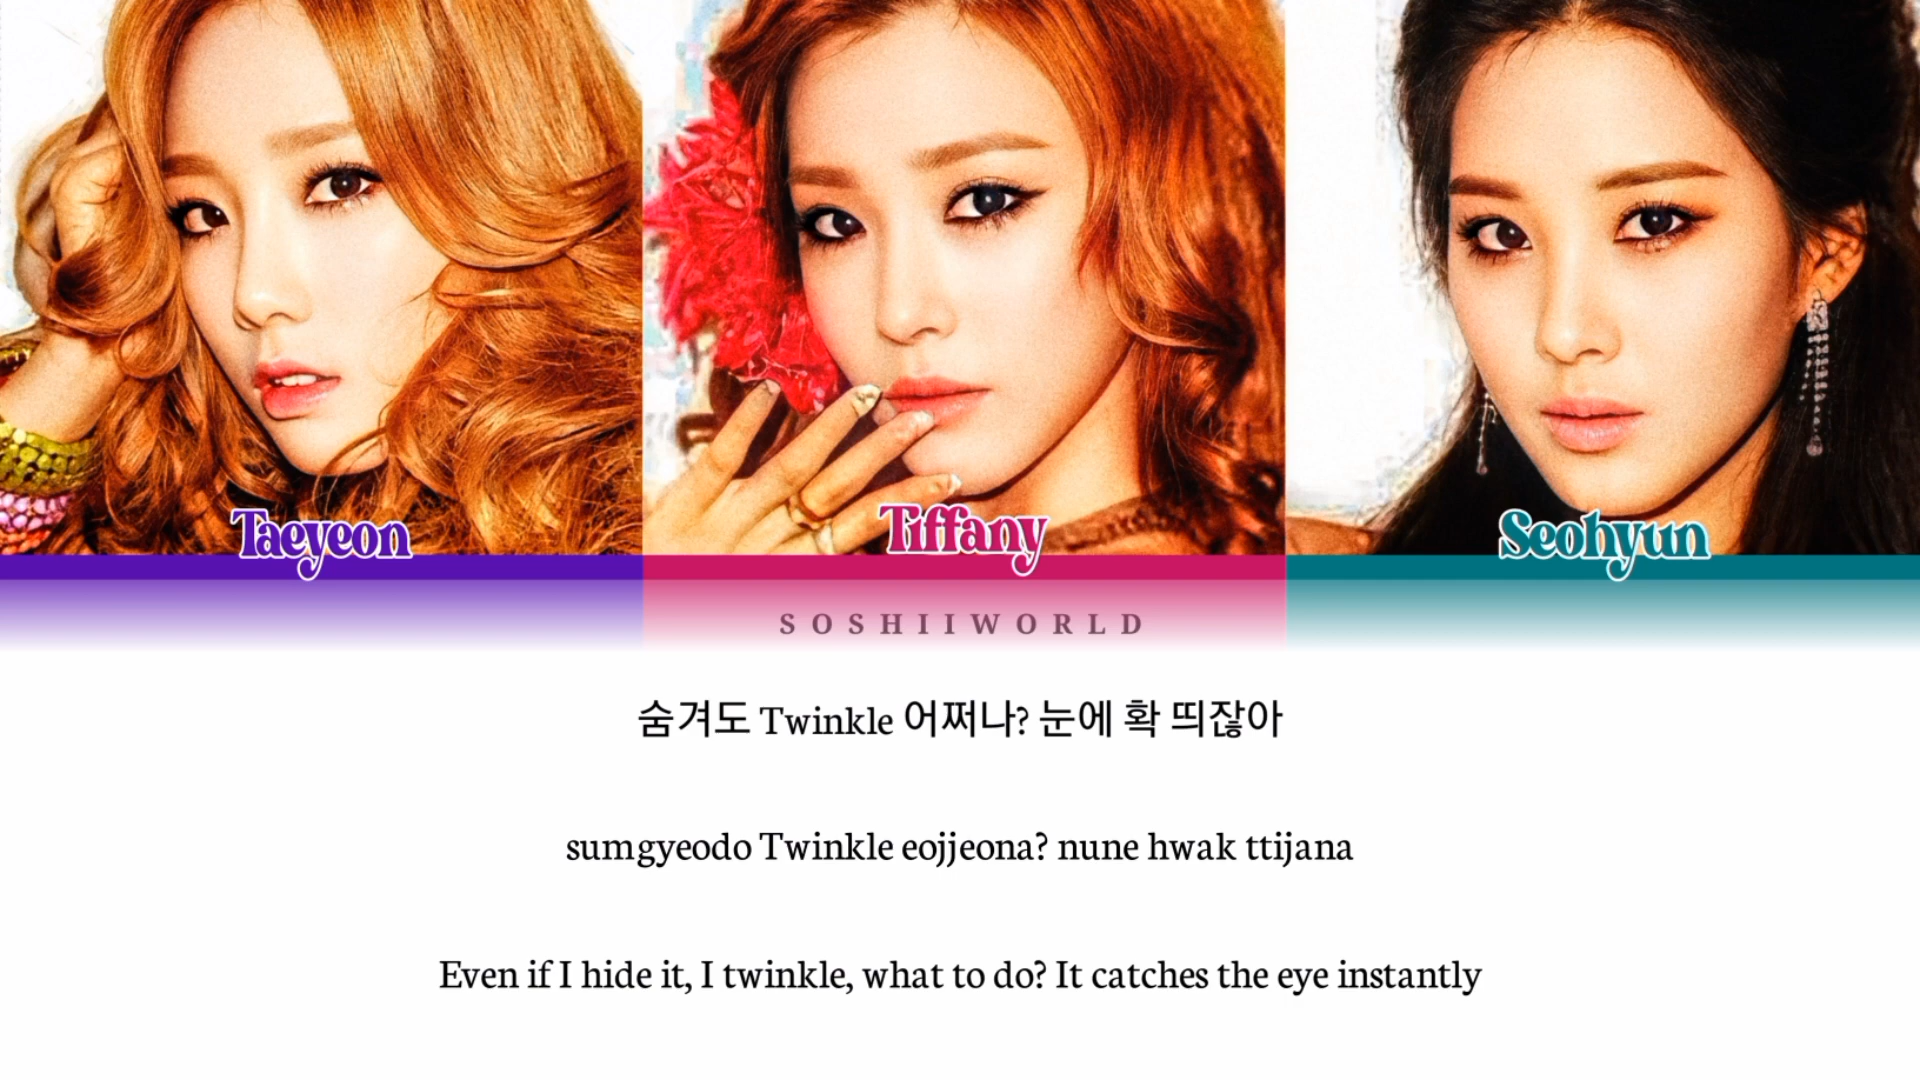 Taeyeon
Tiffany
Seohyun
SOSHIIWORLD
숨겨도 Twinkle 어쩌나? 눈에 확 띄잖아
sumgyeodo Twinkle eojjeona? nune hwak ttijana
Even if I hide it, I twinkle, what to do? It catches the eye instantly